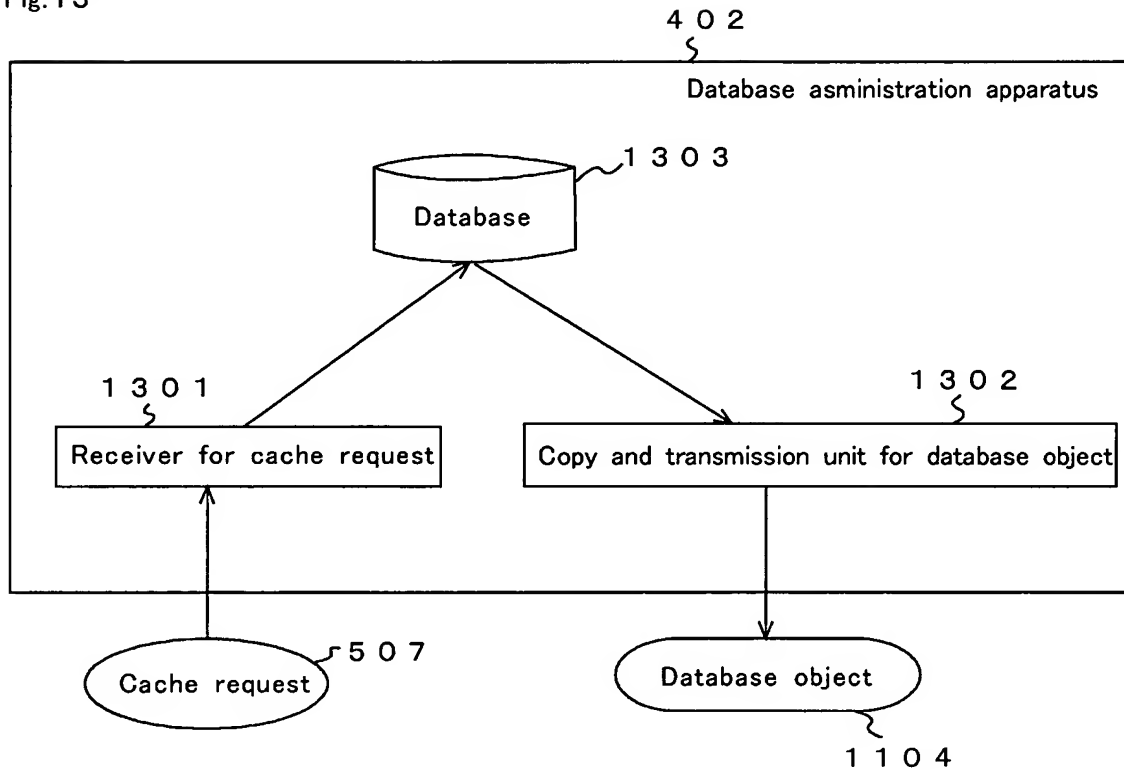 Fig.13
４０２
Database asministration apparatus
１３０３
Database
１３０１
１３０２
Receiver for cache request
Copy and transmission unit for database object
５０７
Cache request
Database object
１１０４